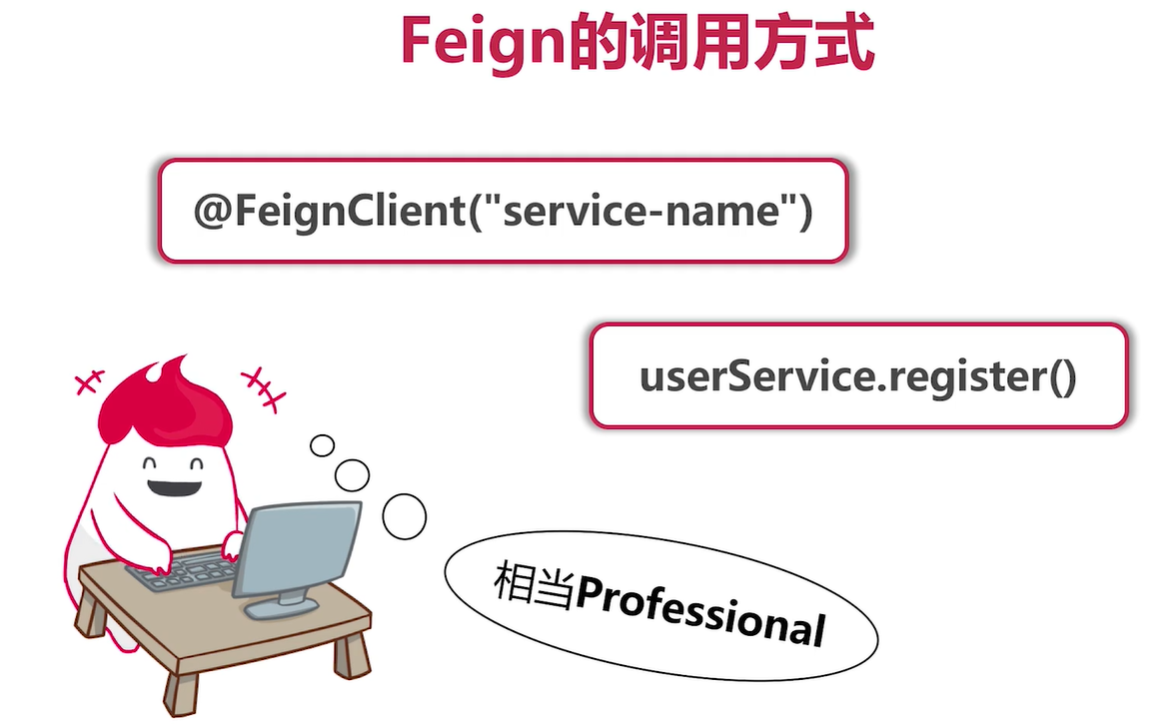 Feign的调用方式
@FeignClient("service-name")
userService.register()
相当Professional